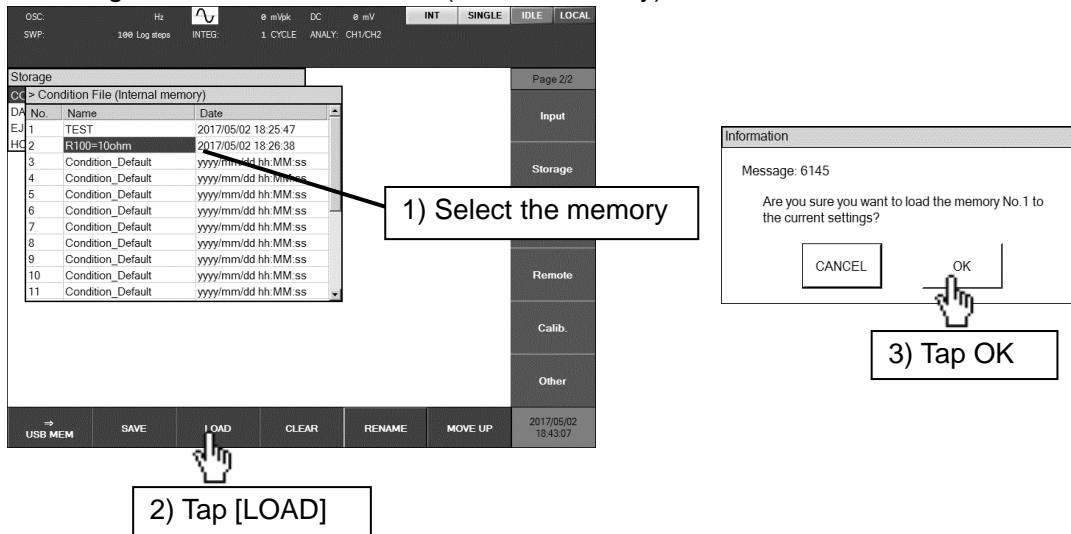 OSC: Hz 0 mVpk DC 0 mV INT SINGLE IDLE LOCAL
SWP: 100 Log steps INTEG: 1 CYCLE ANALY: CH1/CH2
Storage
> Condition File (Internal memory)
No. Name Date
1 TEST 2017/05/02 18:25:47
2 R100=10ohm 2017/05/02 18:26:38
3 Condition_Default yyyy/mm/dd hh:MM:ss
4 Condition_Default yyyy/mm/dd hh:MM:ss
5 Condition_Default yyyy/mm/dd hh:MM:ss
6 Condition_Default yyyy/mm/dd hh:MM:ss
7 Condition_Default yyyy/mm/dd hh:MM:ss
8 Condition_Default yyyy/mm/dd hh:MM:ss
9 Condition_Default yyyy/mm/dd hh:MM:ss
10 Condition_Default yyyy/mm/dd hh:MM:ss
11 Condition_Default yyyy/mm/dd hh:MM:ss
Page 2/2
Input
Storage
Remote
Calib.
Other
⇒
USB MEM SAVE LOAD CLEAR RENAME MOVE UP
2017/05/02
18:43:07
1) Select the memory
2) Tap [LOAD]
Information
Message: 6145
Are you sure you want to load the memory No.1 to
the current settings?
CANCEL OK
3) Tap OK